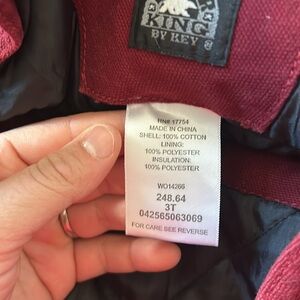 KING
BY KEY
RN# 17754
MADE IN CHINA
SHELL: 100% COTTON
LINING:
100% POLYESTER
INSULATION:
100% POLYESTER
WO14266
248.64
3T
042565063069
FOR CARE SEE REVERSE